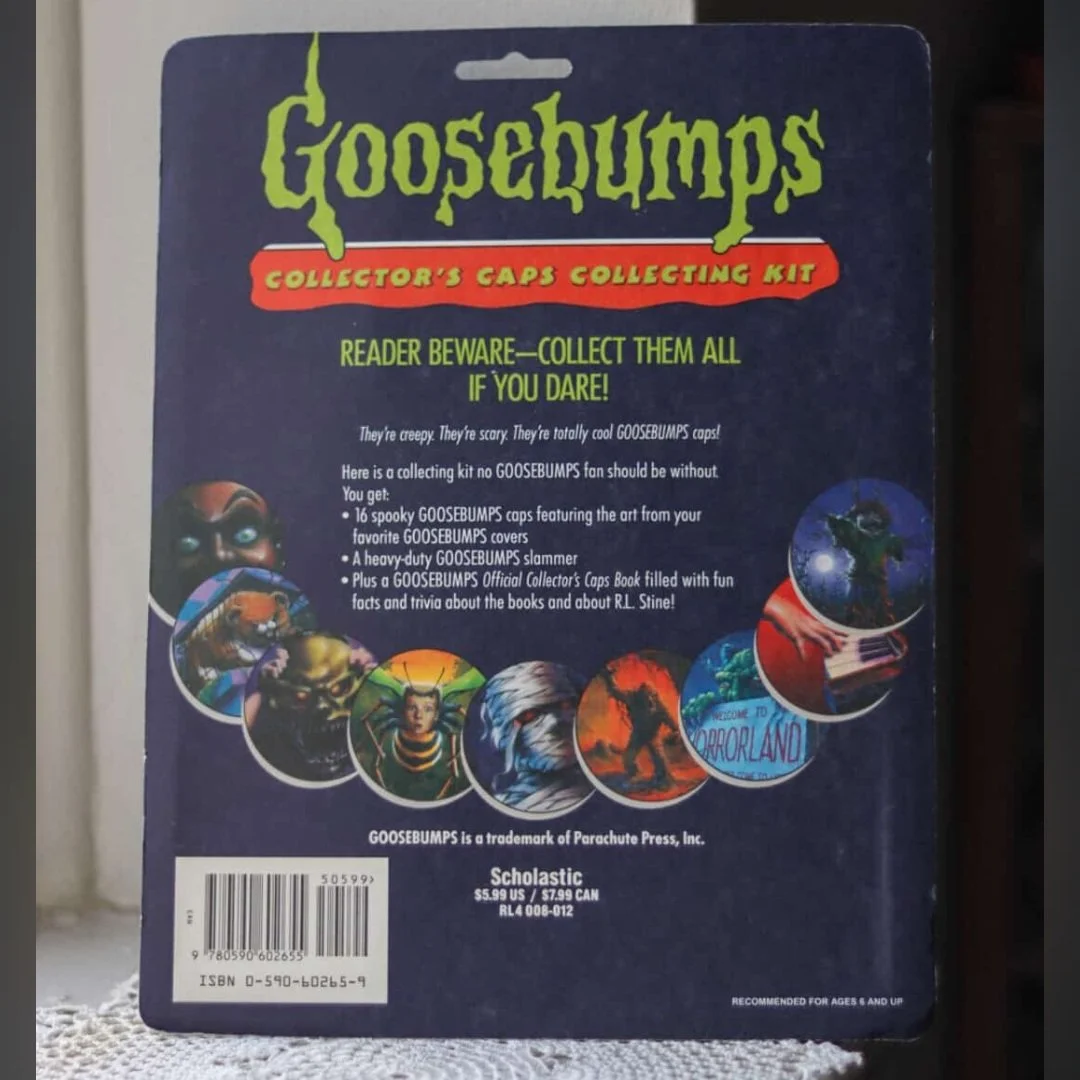 Goosebumps
COLLECTOR'S CAPS COLLECTING KIT
READER BEWARE—COLLECT THEM ALL
IF YOU DARE!
They're creepy. They're scary. They're totally cool GOOSEBUMPS caps!
Here is a collecting kit no GOOSEBUMPS fan should be without.
You get:
• 16 spooky GOOSEBUMPS caps featuring the art from your
favorite GOOSEBUMPS covers
• A heavy-duty GOOSEBUMPS slammer
• Plus a GOOSEBUMPS Official Collector's Caps Book filled with fun
facts and trivia about the books and about R.L. Stine!
WELCOME TO
ORRORLAND
GOOSEBUMPS is a trademark of Parachute Press, Inc.
Scholastic
$5.99 US / $7.99 CAN
RL4 008-012
50599>
9 780590 602655
ISBN 0-590-60265-9
RECOMMENDED FOR AGES 6 AND UP